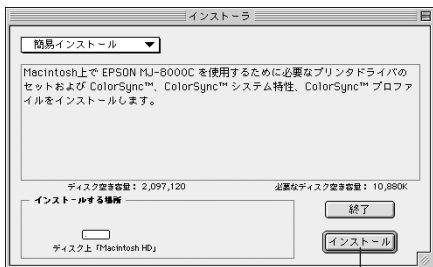 インストーラ
簡易インストール
Macintosh上で EPSON MJ-8000C を使用するために必要なプリンタドライバの
セットおよび ColorSync™、ColorSync™ システム特性、ColorSync™ プロファ
イルをインストールします。
ディスク空き容量： 2,097,120 必要なディスク空き容量： 10,880K
インストールする場所
終了
ディスク上「Macintosh HD」
インストール